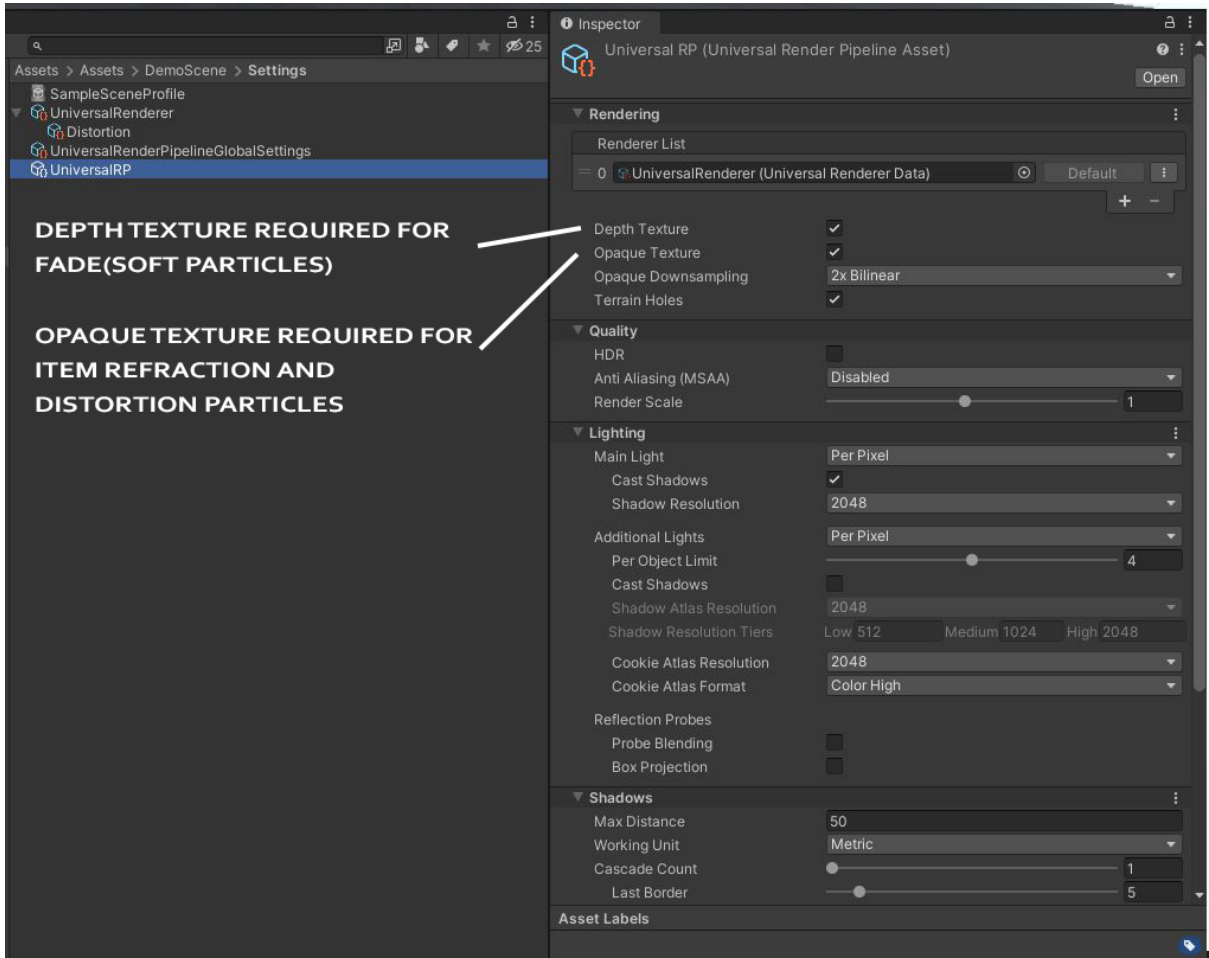 25
Assets > Assets > DemoScene > Settings
SampleSceneProfile
UniversalRenderer
Distortion
UniversalRenderPipelineGlobalSettings
UniversalRP
DEPTH TEXTURE REQUIRED FOR
FADE(SOFT PARTICLES)
OPAQUE TEXTURE REQUIRED FOR
ITEM REFRACTION AND
DISTORTION PARTICLES
Inspector
Universal RP (Universal Render Pipeline Asset)
Open
Rendering
Renderer List
0 UniversalRenderer (Universal Renderer Data) Default
+ -
Depth Texture
Opaque Texture
Opaque Downsampling 2x Bilinear
Terrain Holes
Quality
HDR
Anti Aliasing (MSAA) Disabled
Render Scale 1
Lighting
Main Light Per Pixel
Cast Shadows
Shadow Resolution 2048
Additional Lights Per Pixel
Per Object Limit 4
Cast Shadows
Shadow Atlas Resolution 2048
Shadow Resolution Tiers Low 512 Medium 1024 High 2048
Cookie Atlas Resolution 2048
Cookie Atlas Format Color High
Reflection Probes
Probe Blending
Box Projection
Shadows
Max Distance 50
Working Unit Metric
Cascade Count 1
Last Border 5
Asset Labels